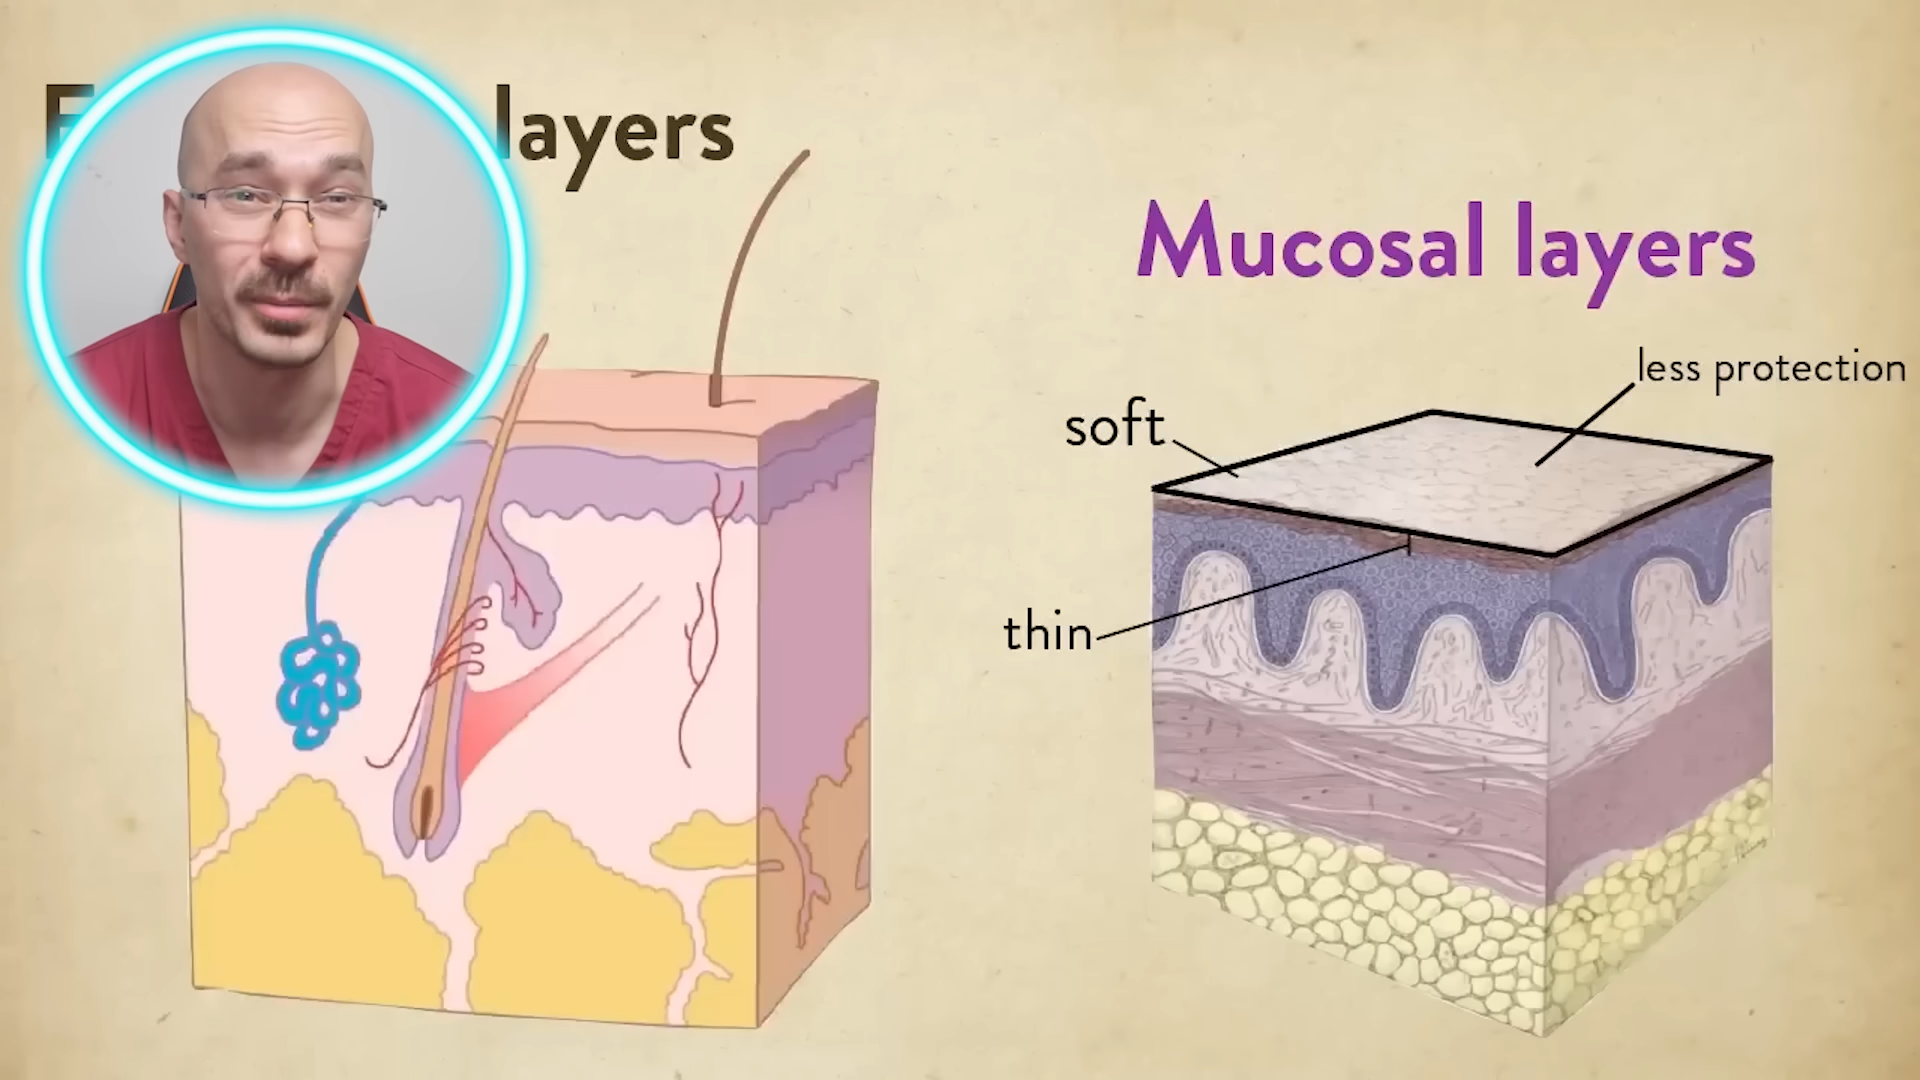 layers
Mucosal layers
less protection
soft
thin